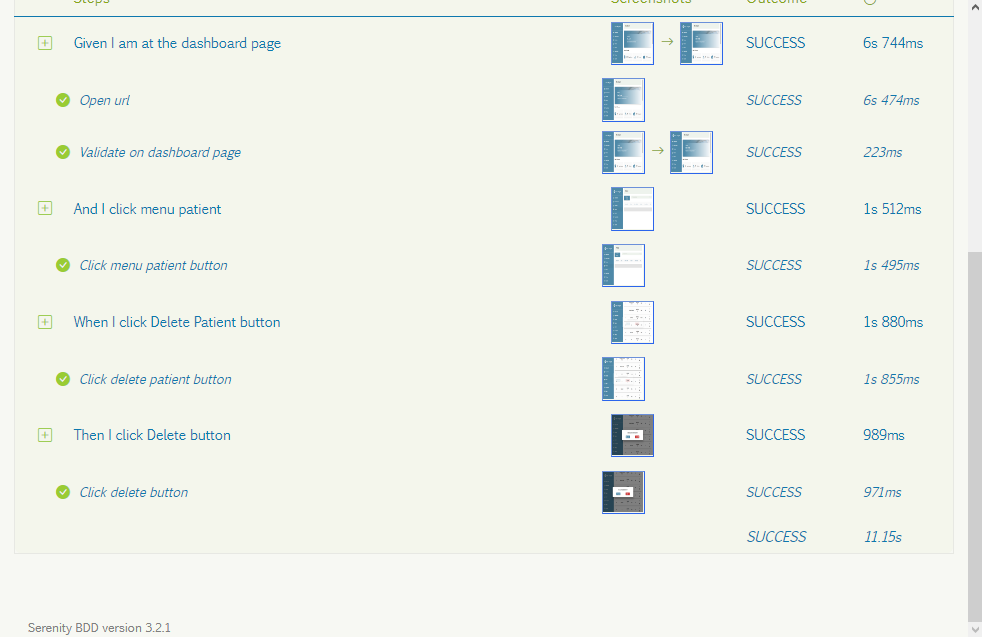 Steps Screenshots Outcome
Given I am at the dashboard page SUCCESS 6s 744ms
Open url SUCCESS 6s 474ms
Validate on dashboard page SUCCESS 223ms
And I click menu patient SUCCESS 1s 512ms
Click menu patient button SUCCESS 1s 495ms
When I click Delete Patient button SUCCESS 1s 880ms
Click delete patient button SUCCESS 1s 855ms
Then I click Delete button SUCCESS 989ms
Click delete button SUCCESS 971ms
SUCCESS 11.15s
Serenity BDD version 3.2.1